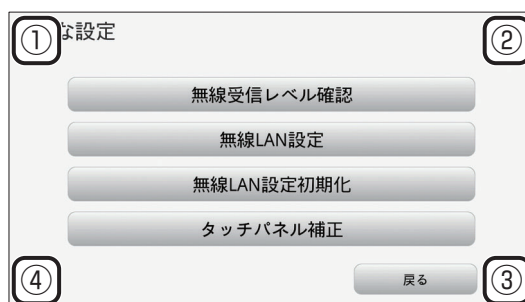 ① な設定 ②
無線受信レベル確認
無線LAN設定
無線LAN設定初期化
タッチパネル補正
④ 戻る ③